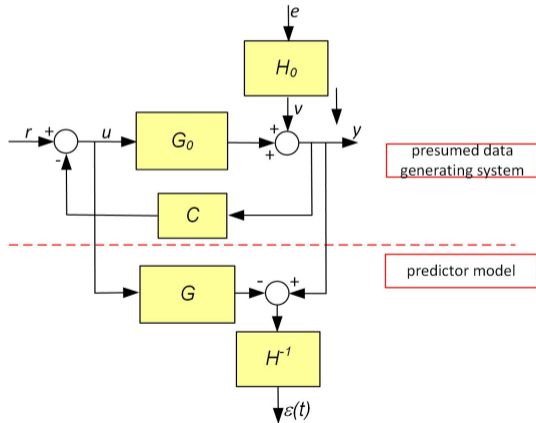 e
H₀
v
r + u G₀ + y
- +
presumed data
generating system
C
predictor model
G - +
H⁻¹
ε(t)